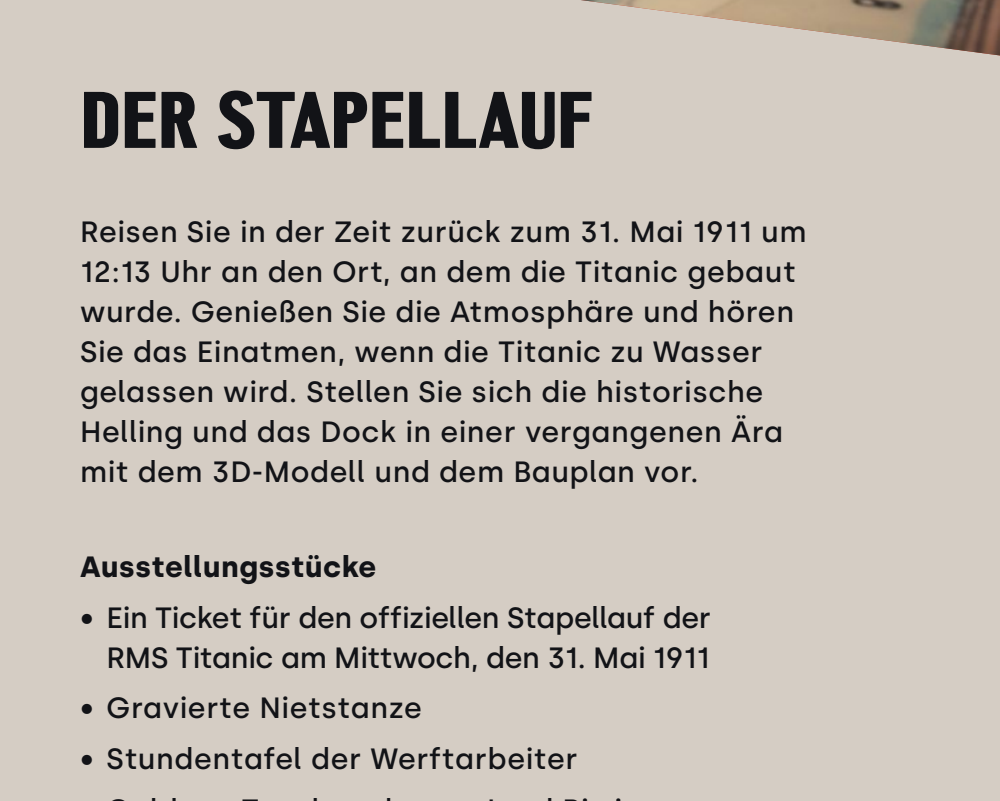 DER STAPELLAUF
Reisen Sie in der Zeit zurück zum 31. Mai 1911 um
12:13 Uhr an den Ort, an dem die Titanic gebaut
wurde. Genießen Sie die Atmosphäre und hören
Sie das Einatmen, wenn die Titanic zu Wasser
gelassen wird. Stellen Sie sich die historische
Helling und das Dock in einer vergangenen Ära
mit dem 3D-Modell und dem Bauplan vor.
Ausstellungsstücke
• Ein Ticket für den offiziellen Stapellauf der
RMS Titanic am Mittwoch, den 31. Mai 1911
• Gravierte Nietstanze
• Stundentafel der Werftarbeiter